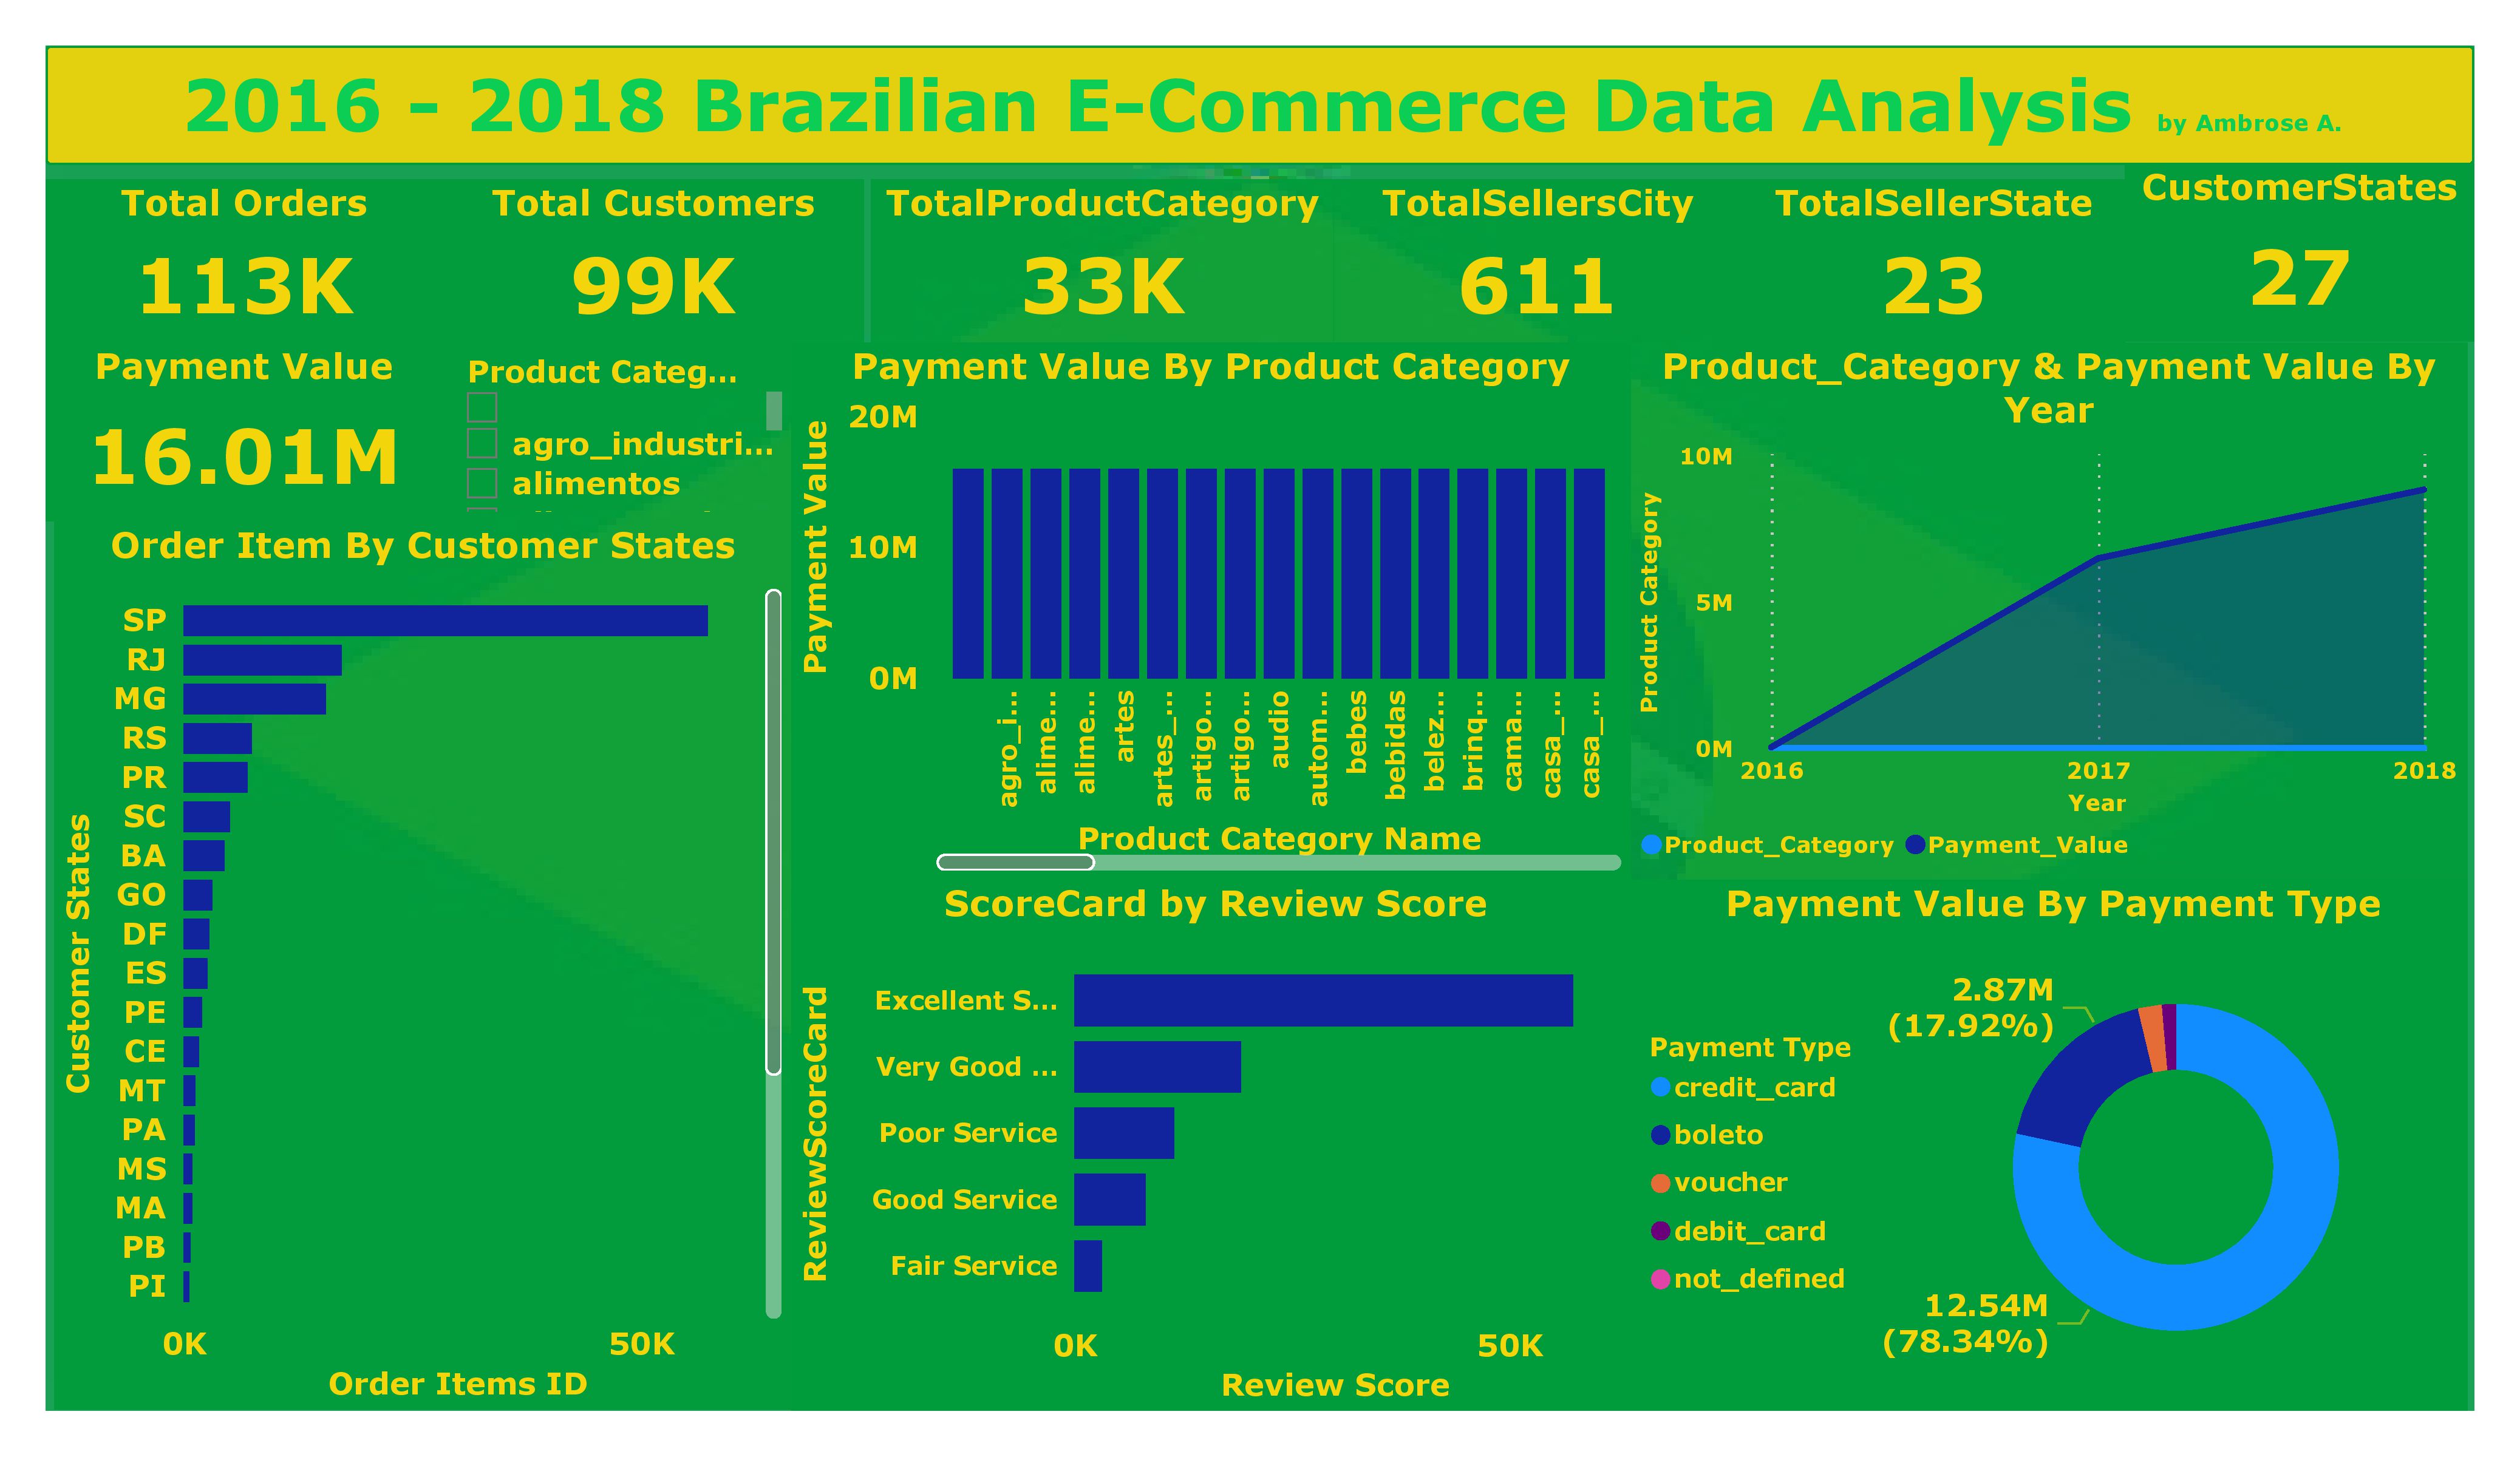 2016 - 2018 Brazilian E-Commerce Data Analysis by Ambrose A.
Total Orders
113K
Total Customers
99K
TotalProductCategory
33K
TotalSellersCity
611
TotalSellerState
23
CustomerStates
27
Payment Value
16.01M
Product Categ...
agro_industri...
alimentos
Order Item By Customer States
Customer States
SP
RJ
MG
RS
PR
SC
BA
GO
DF
ES
PE
CE
MT
PA
MS
MA
PB
PI
0K
50K
Order Items ID
Payment Value By Product Category
Payment Value
20M
10M
0M
agro_i...
alime...
alime...
artes
artes_...
artigo...
artigo...
audio
autom...
bebes
bebidas
belez...
brinq...
cama...
casa_...
casa_...
Product Category Name
Product_Category & Payment Value By
Year
Product Category
10M
5M
0M
2016
2017
2018
Year
Product_Category
Payment_Value
ScoreCard by Review Score
ReviewScoreCard
Excellent S...
Very Good ...
Poor Service
Good Service
Fair Service
0K
50K
Review Score
Payment Value By Payment Type
2.87M
(17.92%)
Payment Type
credit_card
boleto
voucher
debit_card
not_defined
12.54M
(78.34%)